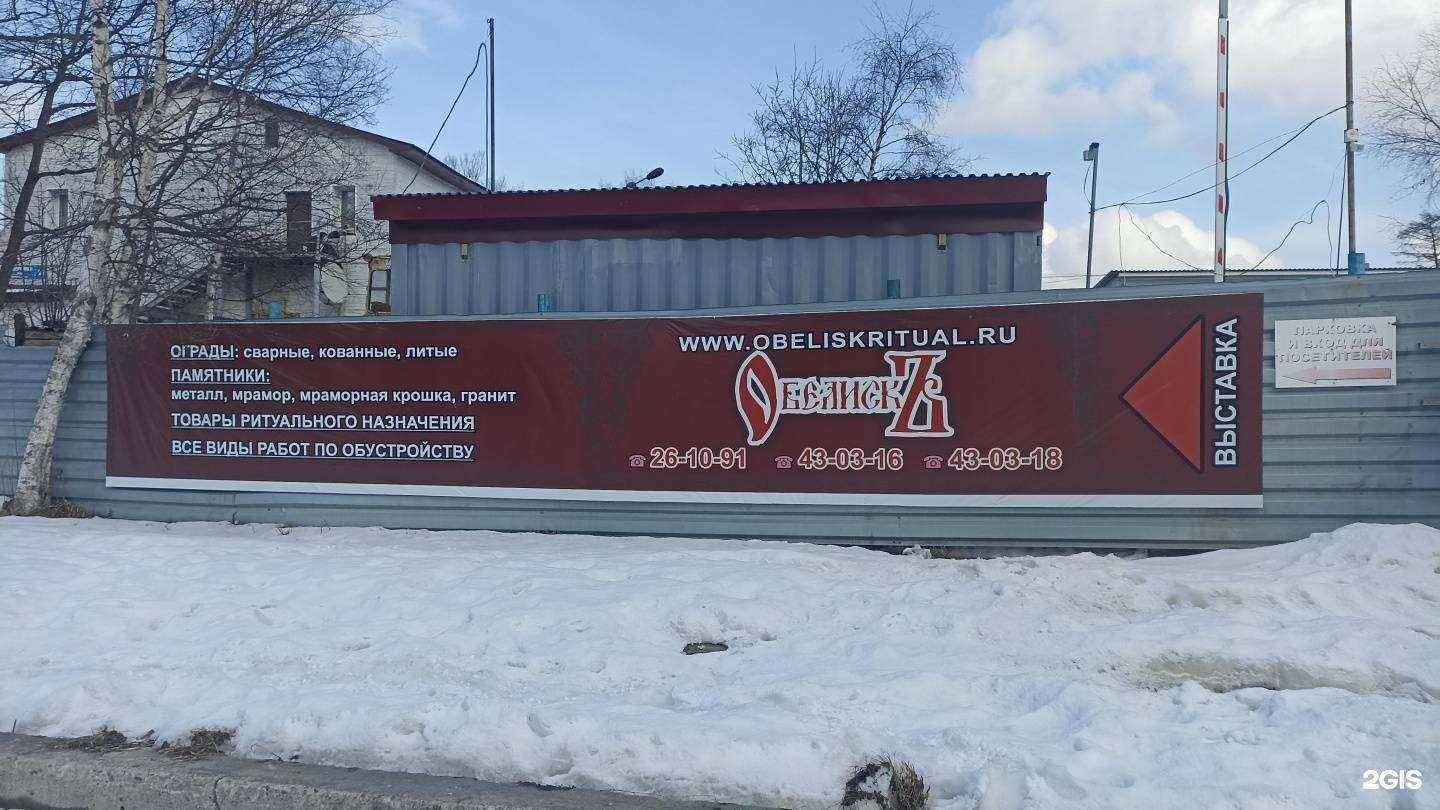 ОГРАДЫ: сварные, кованные, литые
ПАМЯТНИКИ:
металл, мрамор, мраморная крошка, гранит
ТОВАРЫ РИТУАЛЬНОГО НАЗНАЧЕНИЯ
ВСЕ ВИДЫ РАБОТ ПО ОБУСТРОЙСТВУ
WWW.OBELISKRITUAL.RU
ОБЕЛИСКЪ
26-10-91 43-03-16 43-03-18
ВЫСТАВКА
ПАРКОВКА
И ВХОД ДЛЯ
ПОСЕТИТЕЛЕЙ
2GIS